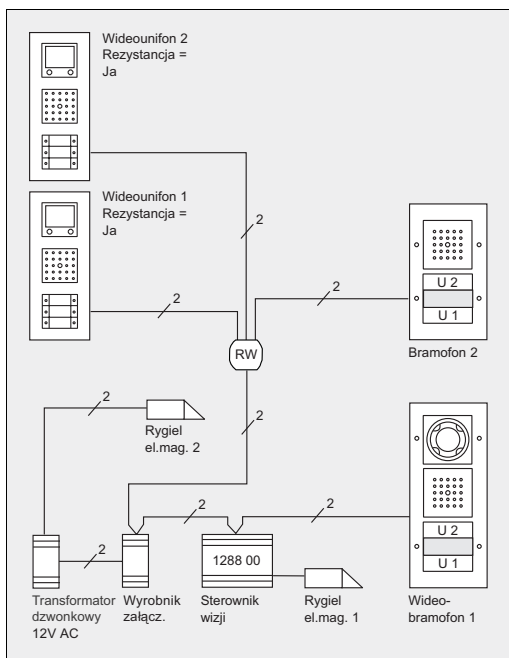 Wideounifon 2
Rezystancja =
Ja
Wideounifon 1
Rezystancja =
Ja
2
2
2
U 2
U 1
RW
Bramofon 2
2
2
Rygiel
el.mag. 2
2
2
2
U 2
U 1
1288 00
Transformator
dzwonkowy
12V AC
Wyrobnik
załącz.
Sterownik
wizji
Rygiel
el.mag. 1
Wideo-
bramofon 1